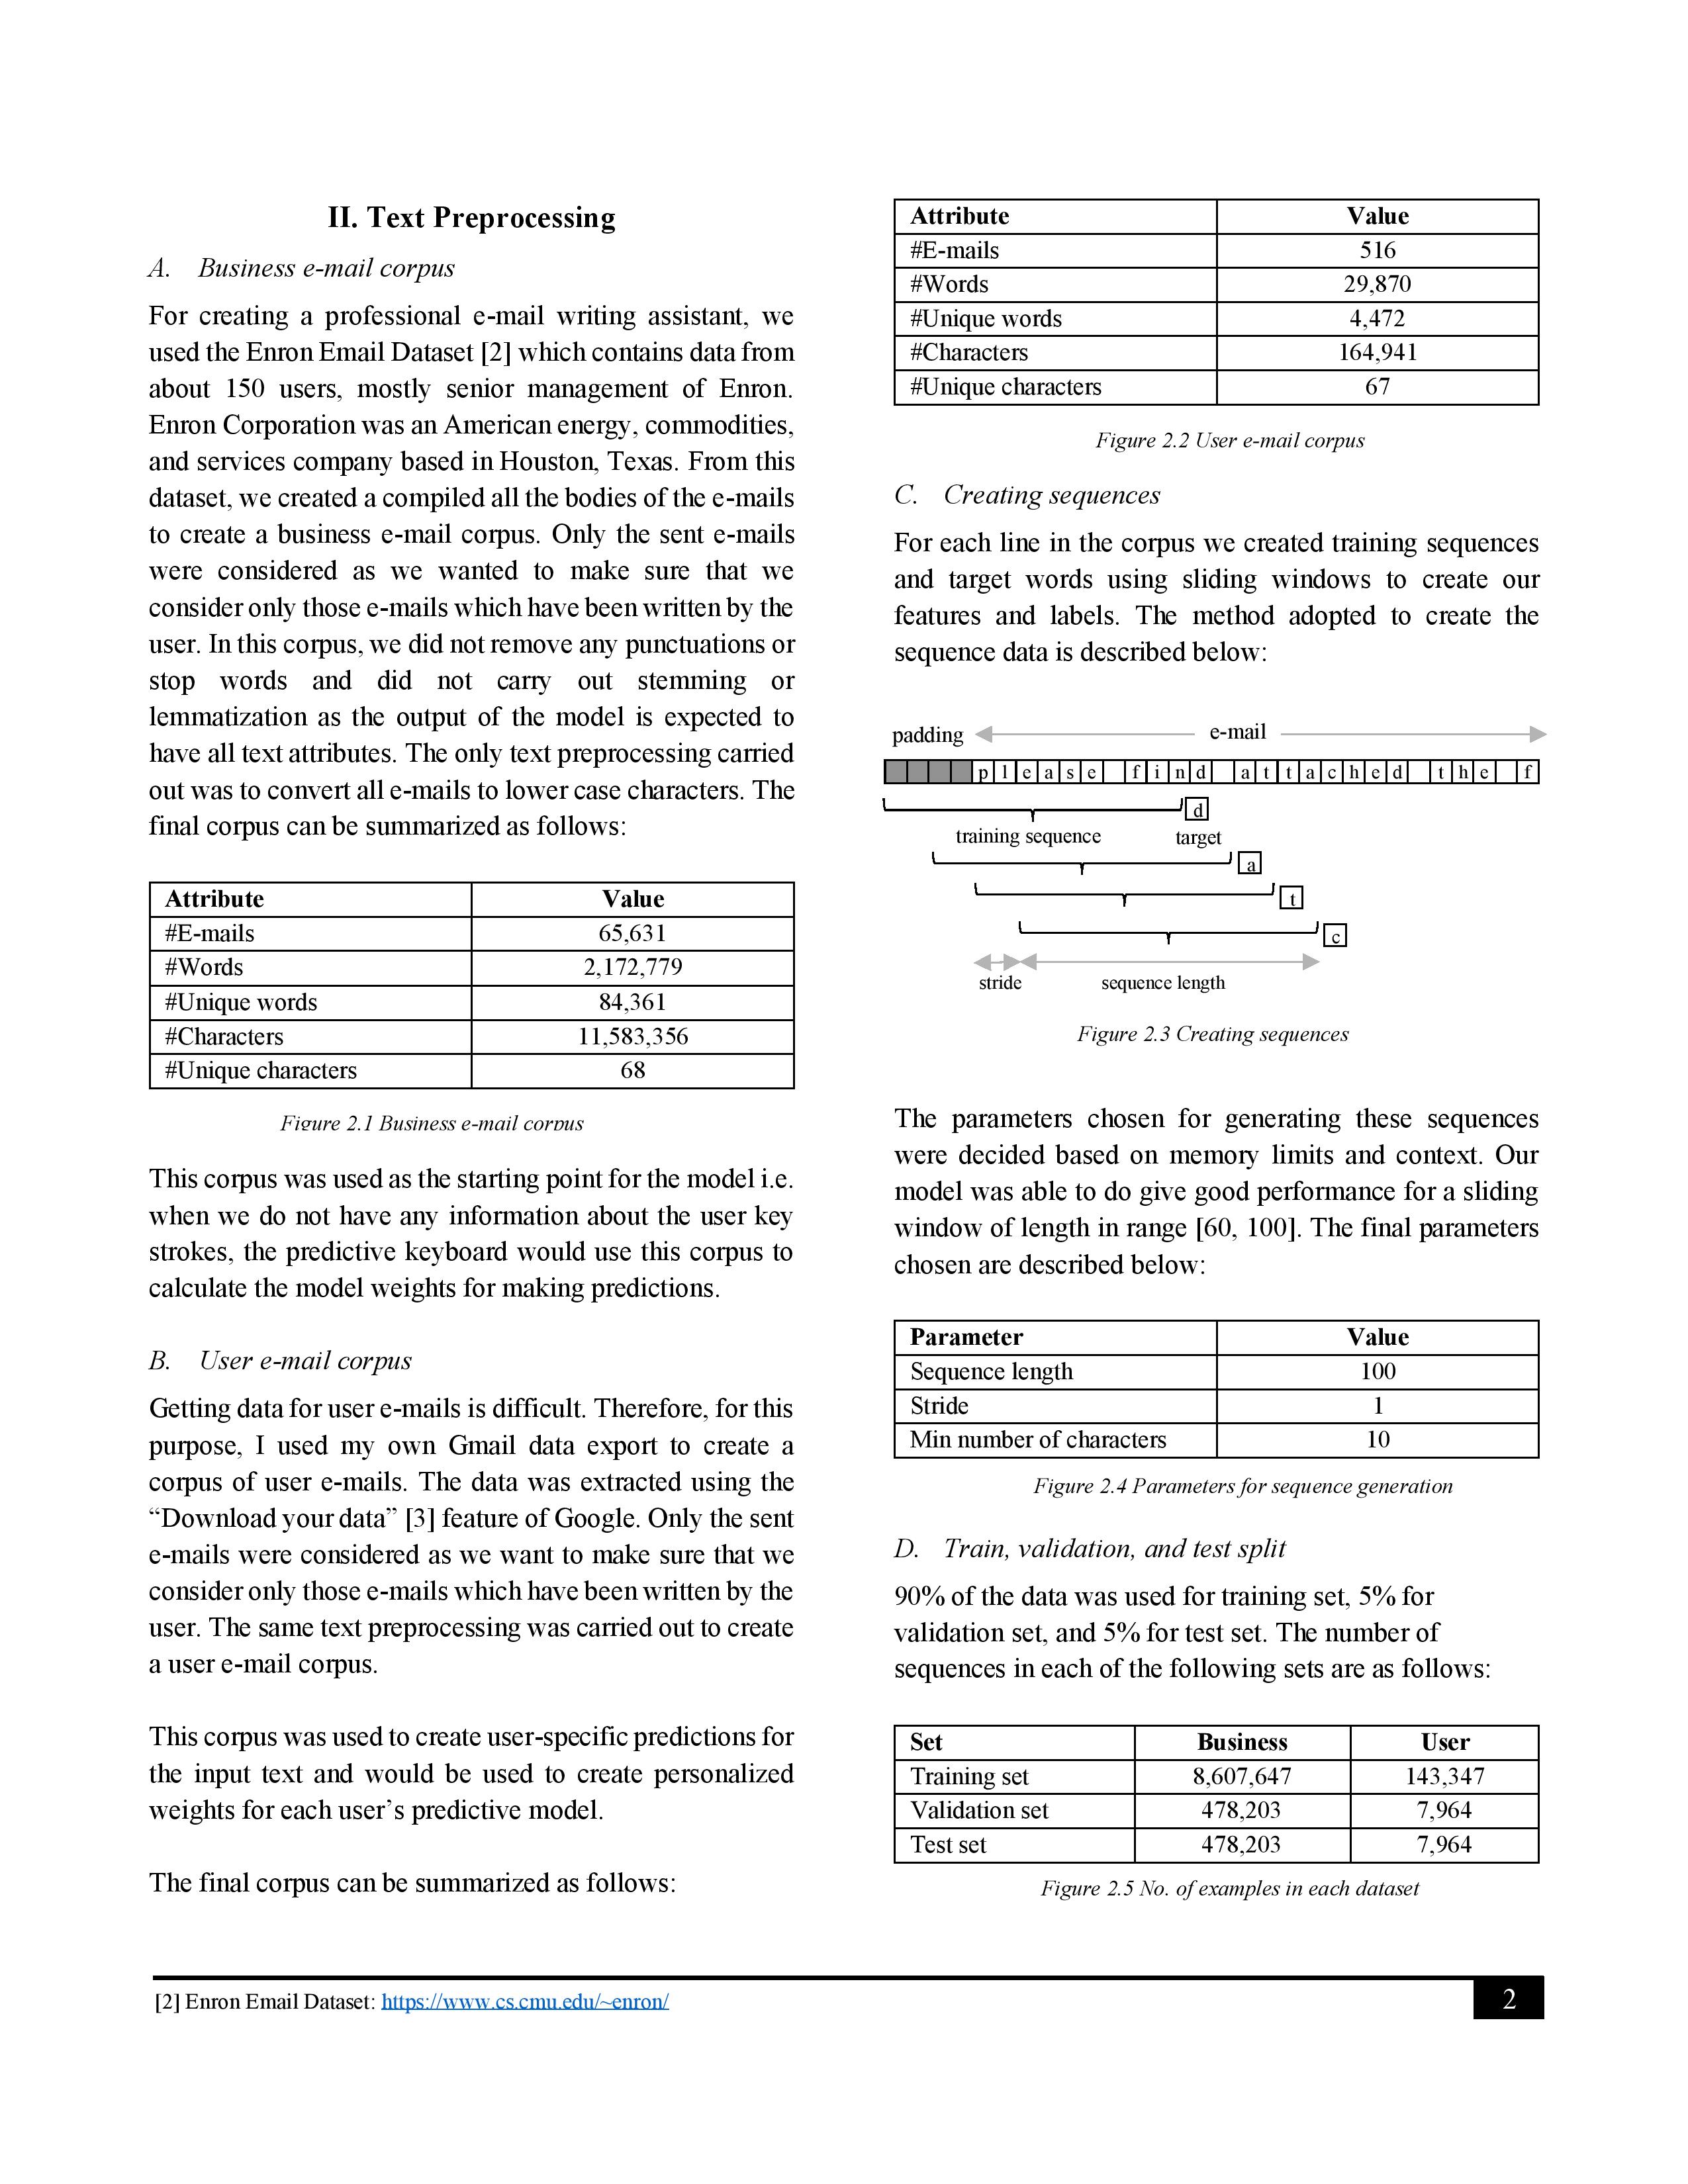 II. Text Preprocessing
A. Business e-mail corpus
For creating a professional e-mail writing assistant, we
used the Enron Email Dataset [2] which contains data from
about 150 users, mostly senior management of Enron.
Enron Corporation was an American energy, commodities,
and services company based in Houston, Texas. From this
dataset, we created a compiled all the bodies of the e-mails
to create a business e-mail corpus. Only the sent e-mails
were considered as we wanted to make sure that we
consider only those e-mails which have been written by the
user. In this corpus, we did not remove any punctuations or
stop words and did not carry out stemming or
lemmatization as the output of the model is expected to
have all text attributes. The only text preprocessing carried
out was to convert all e-mails to lower case characters. The
final corpus can be summarized as follows:
Attribute Value
#E-mails 65,631
#Words 2,172,779
#Unique words 84,361
#Characters 11,583,356
#Unique characters 68
Figure 2.1 Business e-mail corpus
This corpus was used as the starting point for the model i.e.
when we do not have any information about the user key
strokes, the predictive keyboard would use this corpus to
calculate the model weights for making predictions.
B. User e-mail corpus
Getting data for user e-mails is difficult. Therefore, for this
purpose, I used my own Gmail data export to create a
corpus of user e-mails. The data was extracted using the
“Download your data” [3] feature of Google. Only the sent
e-mails were considered as we want to make sure that we
consider only those e-mails which have been written by the
user. The same text preprocessing was carried out to create
a user e-mail corpus.
This corpus was used to create user-specific predictions for
the input text and would be used to create personalized
weights for each user’s predictive model.
The final corpus can be summarized as follows:
Attribute Value
#E-mails 516
#Words 29,870
#Unique words 4,472
#Characters 164,941
#Unique characters 67
Figure 2.2 User e-mail corpus
C. Creating sequences
For each line in the corpus we created training sequences
and target words using sliding windows to create our
features and labels. The method adopted to create the
sequence data is described below:
padding e-mail
p l e a s e f i n d a t t a c h e d t h e f
d
training sequence target
a
t
c
stride sequence length
Figure 2.3 Creating sequences
The parameters chosen for generating these sequences
were decided based on memory limits and context. Our
model was able to do give good performance for a sliding
window of length in range [60, 100]. The final parameters
chosen are described below:
Parameter Value
Sequence length 100
Stride 1
Min number of characters 10
Figure 2.4 Parameters for sequence generation
D. Train, validation, and test split
90% of the data was used for training set, 5% for
validation set, and 5% for test set. The number of
sequences in each of the following sets are as follows:
Set Business User
Training set 8,607,647 143,347
Validation set 478,203 7,964
Test set 478,203 7,964
Figure 2.5 No. of examples in each dataset
[2] Enron Email Dataset: https://www.cs.cmu.edu/~enron/
2